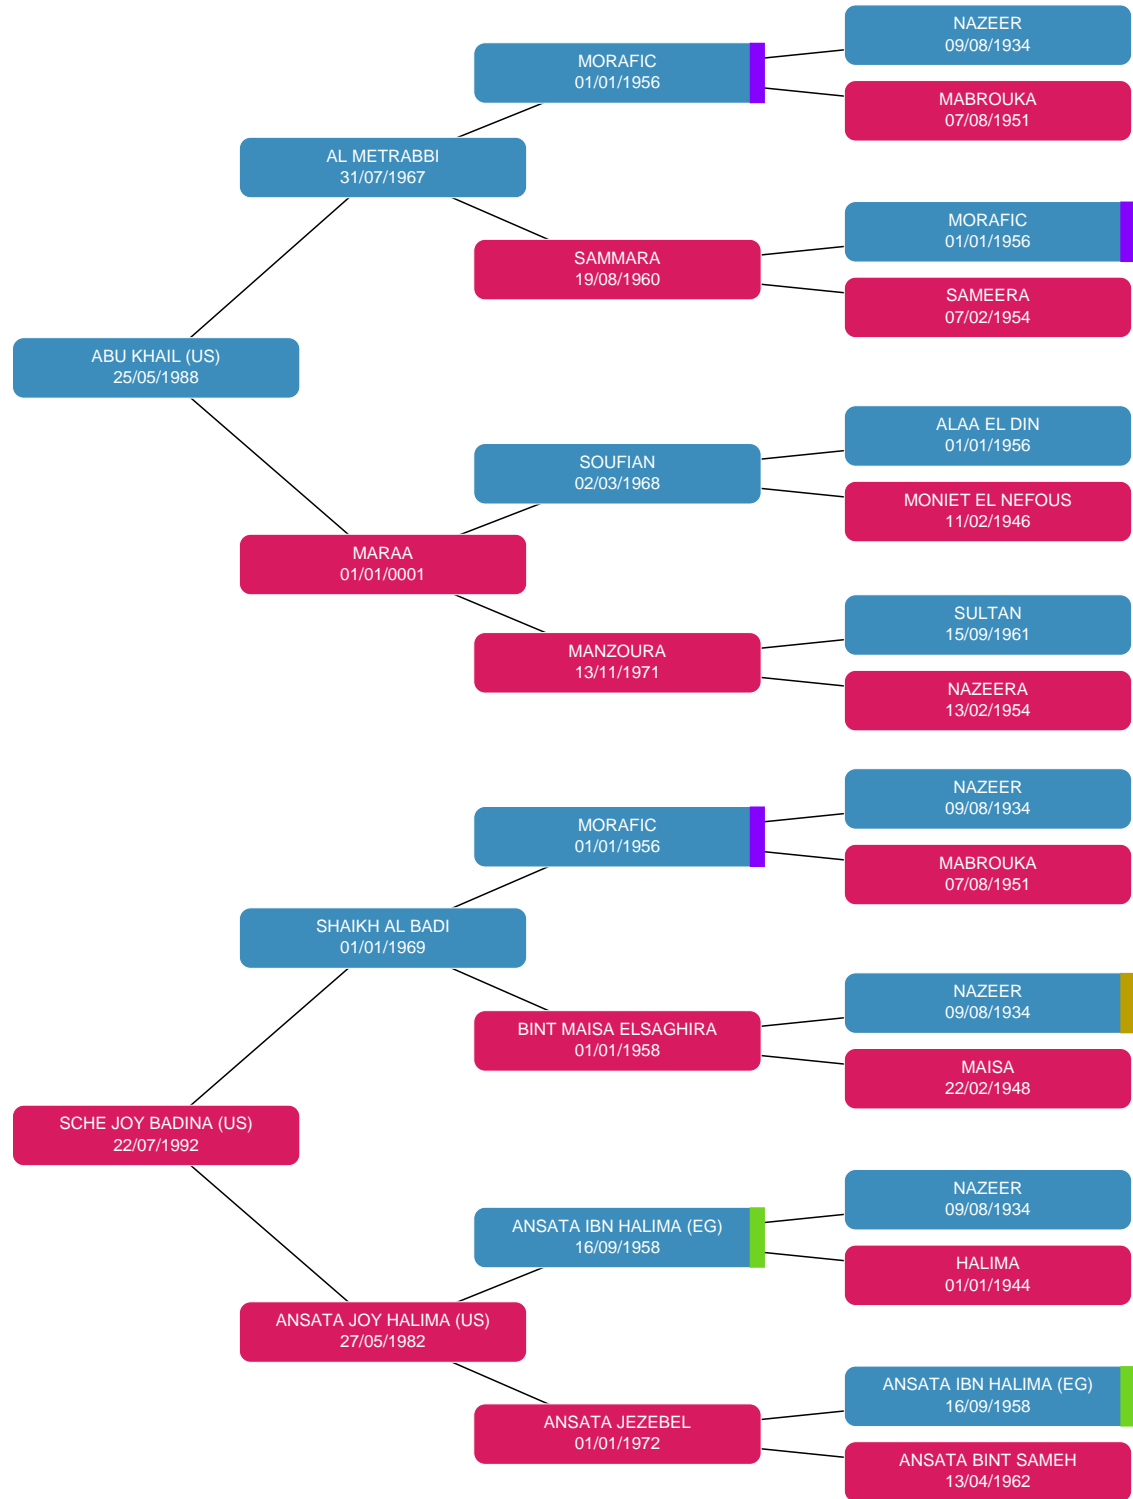 NAZEER
09/08/1934
MORAFIC
01/01/1956
MABROUKA
07/08/1951
AL METRABBI
31/07/1967
MORAFIC
01/01/1956
SAMMARA
19/08/1960
SAMEERA
07/02/1954
ABU KHAIL (US)
25/05/1988
ALAA EL DIN
01/01/1956
SOUFIAN
02/03/1968
MONIET EL NEFOUS
11/02/1946
MARAA
01/01/0001
SULTAN
15/09/1961
MANZOURA
13/11/1971
NAZEERA
13/02/1954
NAZEER
09/08/1934
MORAFIC
01/01/1956
MABROUKA
07/08/1951
SHAIKH AL BADI
01/01/1969
NAZEER
09/08/1934
BINT MAISA ELSAGHIRA
01/01/1958
MAISA
22/02/1948
SCHE JOY BADINA (US)
22/07/1992
NAZEER
09/08/1934
ANSATA IBN HALIMA (EG)
16/09/1958
HALIMA
01/01/1944
ANSATA JOY HALIMA (US)
27/05/1982
ANSATA IBN HALIMA (EG)
16/09/1958
ANSATA JEZEBEL
01/01/1972
ANSATA BINT SAMEH
13/04/1962